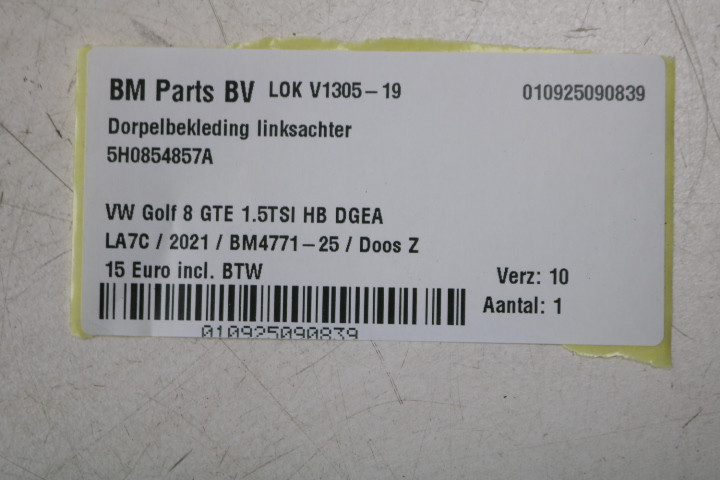 BM Parts BV LOK V1305-19 010925090839
Dorpelbekleding linksachter
5H0854857A
VW Golf 8 GTE 1.5TSI HB DGEA
LA7C / 2021 / BM4771-25 / Doos Z
15 Euro incl. BTW Verz: 10
Aantal: 1
010925090839